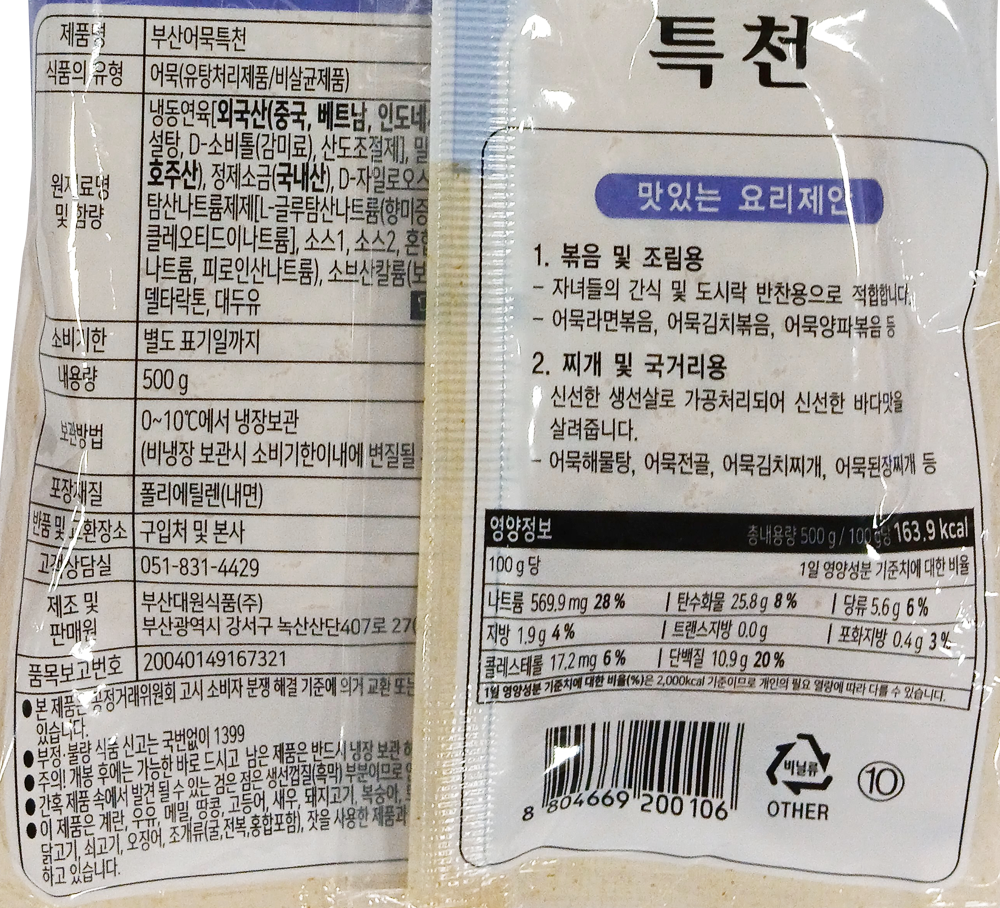 제품명 부산어묵특천
식품의 유형 어묵(유탕처리제품/비살균제품)
원재료명 및 함량
냉동연육[외국산(중국, 베트남, 인도네
설탕, D-소비톨(감미료), 산도조절제], 밀
호주산), 정제소금(국내산), D-자일로오스
탐산나트륨제제[L-글루탐산나트륨(향미증
클레오티드이나트륨], 소스1, 소스2, 혼합
나트륨, 피로인산나트륨), 소브산칼륨(보
델타락톤, 대두유
소비기한 별도 표기일까지
내용량 500 g
보관방법 0~10℃에서 냉장보관
(비냉장 보관시 소비기한이내에 변질될
포장재질 폴리에틸렌(내면)
반품 및 교환장소 구입처 및 본사
고객상담실 051-831-4429
제조 및 판매원 부산대원식품(주)
부산광역시 강서구 녹산산단407로 27
품목보고번호 20040149167321
● 본 제품은 공정거래위원회 고시 소비자 분쟁 해결 기준에 의거 교환 또는
있습니다.
● 부정·불량 식품 신고는 국번없이 1399
● 주의! 개봉 후에는 가능한 바로 드시고 남은 제품은 반드시 냉장 보관 하
● 간혹 제품 속에서 발견될 수 있는 검은 점은 생선껍질(흑막) 부분이므로
● 이 제품은 계란, 우유, 메밀, 땅콩, 고등어, 새우, 돼지고기, 복숭아,
닭고기, 쇠고기, 오징어, 조개류(굴,전복,홍합포함), 잣을 사용한 제품과
하고 있습니다.
특천
맛있는 요리제안
1. 볶음 및 조림용
- 자녀들의 간식 및 도시락 반찬용으로 적합합니다.
- 어묵라면볶음, 어묵김치볶음, 어묵양파볶음 등
2. 찌개 및 국거리용
신선한 생선살로 가공처리되어 신선한 바다맛을
살려줍니다.
- 어묵해물탕, 어묵전골, 어묵김치찌개, 어묵된장찌개 등
영양정보 총내용량 500 g / 100 g당 163.9 kcal
100 g 당 1일 영양성분 기준치에 대한 비율
나트륨 569.9 mg 28 % | 탄수화물 25.8 g 8 % | 당류 5.6 g 6 %
지방 1.9 g 4 % | 트랜스지방 0.0 g | 포화지방 0.4 g 3 %
콜레스테롤 17.2 mg 6 % | 단백질 10.9 g 20 %
1일 영양성분 기준치에 대한 비율(%)은 2,000kcal 기준이므로 개인의 필요 열량에 따라 다를 수 있습니다.
8 804669 200106
비닐류
OTHER
10